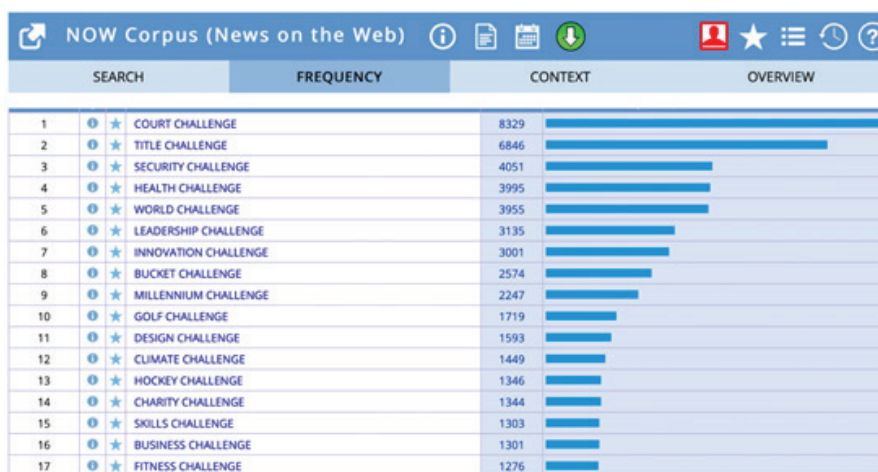 NOW Corpus (News on the Web)
SEARCH FREQUENCY CONTEXT OVERVIEW
1 COURT CHALLENGE 8329
2 TITLE CHALLENGE 6846
3 SECURITY CHALLENGE 4051
4 HEALTH CHALLENGE 3995
5 WORLD CHALLENGE 3955
6 LEADERSHIP CHALLENGE 3135
7 INNOVATION CHALLENGE 3001
8 BUCKET CHALLENGE 2574
9 MILLENNIUM CHALLENGE 2247
10 GOLF CHALLENGE 1719
11 DESIGN CHALLENGE 1593
12 CLIMATE CHALLENGE 1449
13 HOCKEY CHALLENGE 1346
14 CHARITY CHALLENGE 1344
15 SKILLS CHALLENGE 1303
16 BUSINESS CHALLENGE 1301
17 FITNESS CHALLENGE 1276